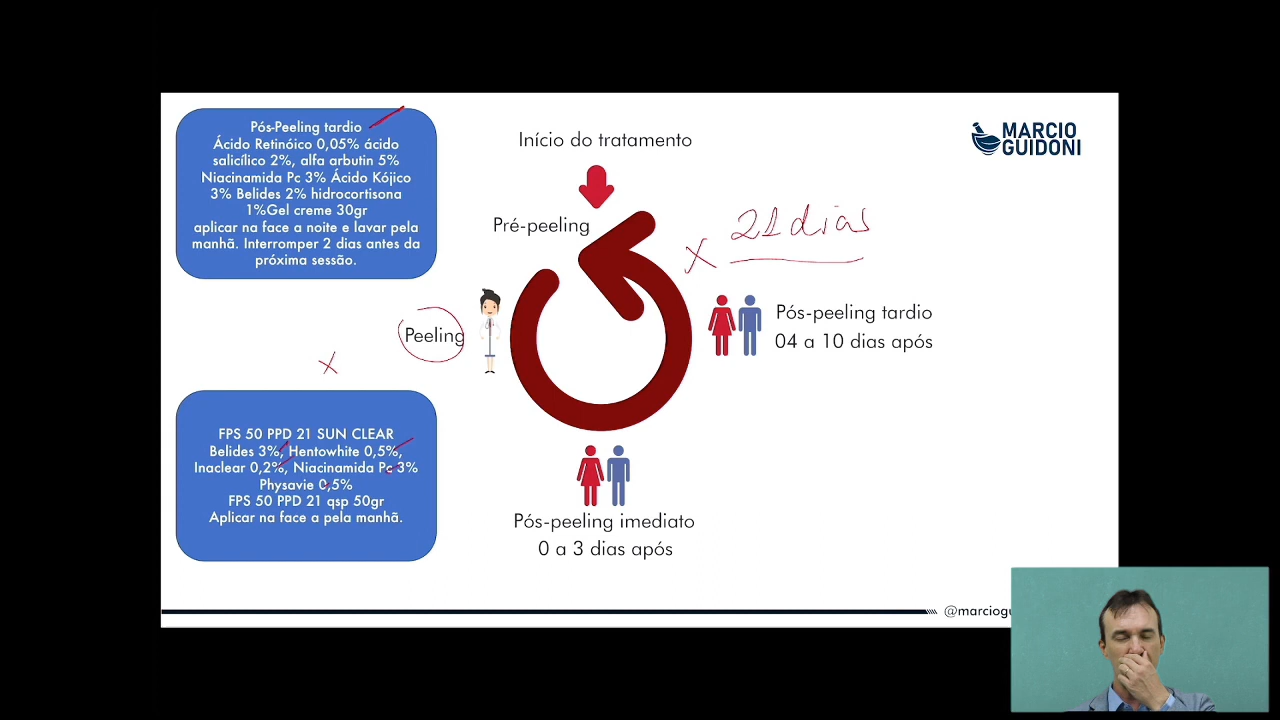 Pós-Peeling tardio
Ácido Retinóico 0,05% ácido
salicílico 2%, alfa arbutin 5%
Niacinamida Pc 3% Ácido Kójico
3% Belides 2% hidrocortisona
1%Gel creme 30gr
aplicar na face a noite e lavar pela
manhã. Interromper 2 dias antes da
próxima sessão.
Início do tratamento
MARCIO
GUIDONI
Pré-peeling
x 21 dias
Peeling
Pós-peeling tardio
04 a 10 dias após
x
FPS 50 PPD 21 SUN CLEAR
Belides 3%, Hentowhite 0,5%,
Inaclear 0,2%, Niacinamida Pc 3%
Physavie 0,5%
FPS 50 PPD 21 qsp 50gr
Aplicar na face a pela manhã.
Pós-peeling imediato
0 a 3 dias após